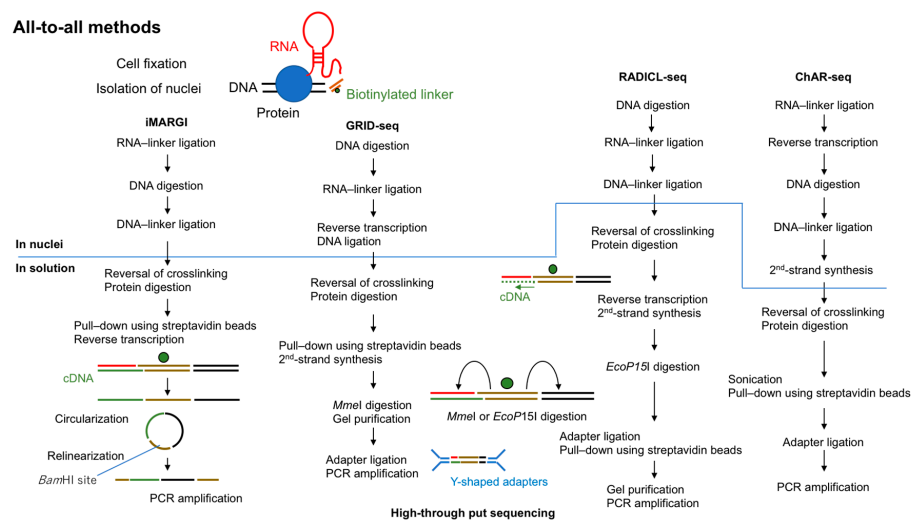 All-to-all methods
Cell fixation
Isolation of nuclei
RNA
DNA
Biotinylated linker
Protein
iMARGI
RNA–linker ligation
DNA digestion
DNA–linker ligation
In nuclei
In solution
Reversal of crosslinking
Protein digestion
Pull–down using streptavidin beads
Reverse transcription
cDNA
Circularization
Relinearization
BamHI site
PCR amplification
GRID-seq
DNA digestion
RNA–linker ligation
Reverse transcription
DNA ligation
Reversal of crosslinking
Protein digestion
Pull–down using streptavidin beads
2nd-strand synthesis
MmeI digestion
Gel purification
Adapter ligation
PCR amplification
MmeI or EcoP15I digestion
Y-shaped adapters
RADICL-seq
DNA digestion
RNA–linker ligation
DNA–linker ligation
Reversal of crosslinking
Protein digestion
cDNA
Reverse transcription
2nd-strand synthesis
EcoP15I digestion
Adapter ligation
Pull–down using streptavidin beads
Gel purification
PCR amplification
ChAR-seq
RNA–linker ligation
Reverse transcription
DNA digestion
DNA–linker ligation
2nd-strand synthesis
Reversal of crosslinking
Protein digestion
Sonication
Pull–down using streptavidin beads
Adapter ligation
PCR amplification
High-through put sequencing